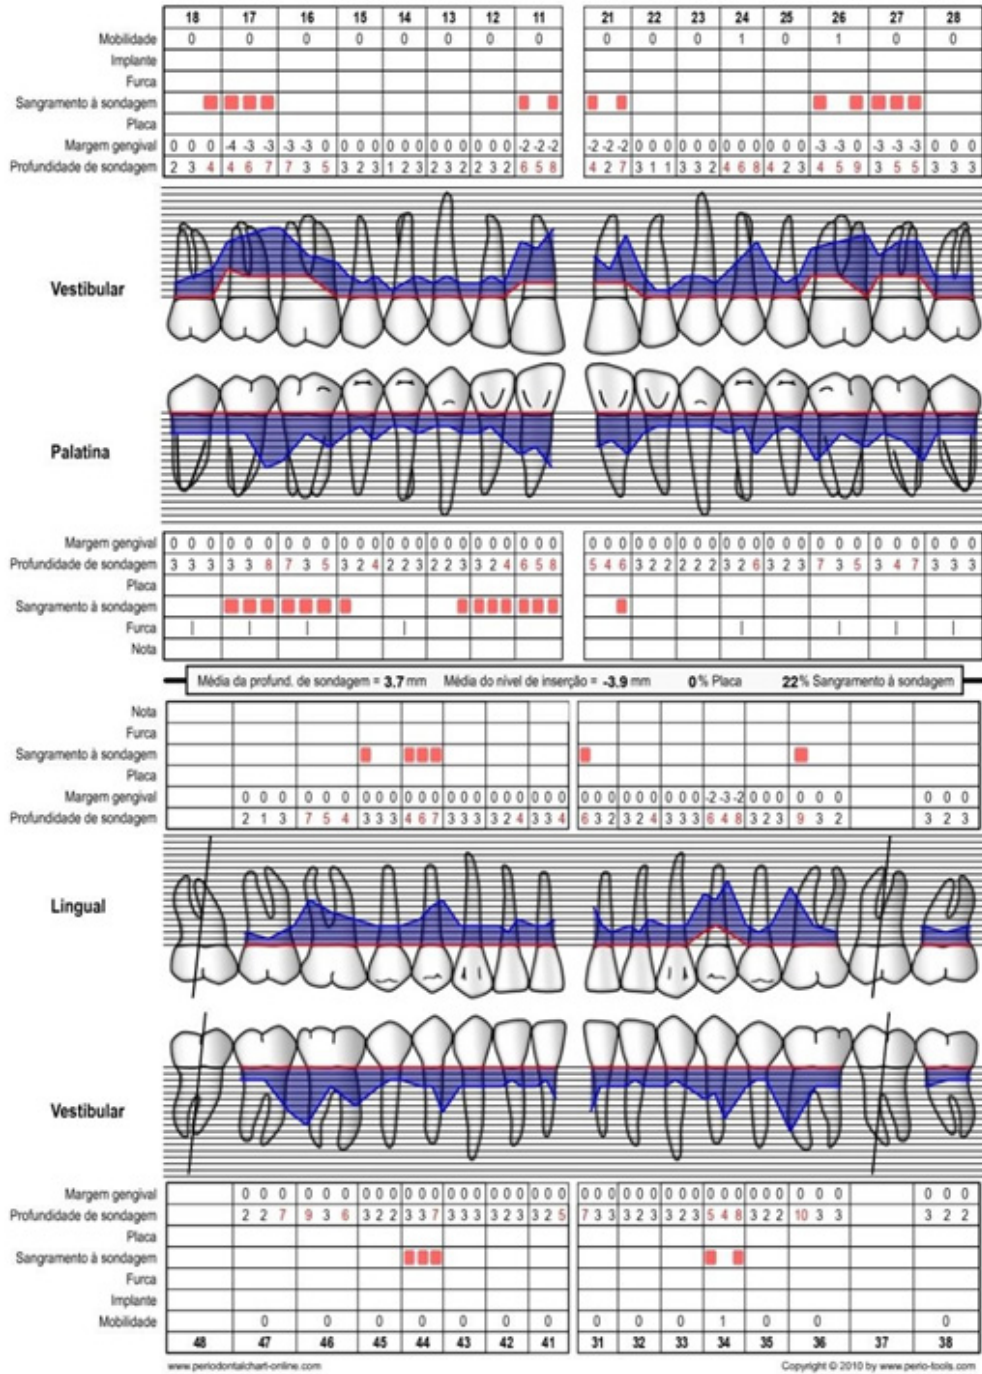 18 17 16 15 14 13 12 11 21 22 23 24 25 26 27 28
Mobilidade 0 0 0 0 0 0 0 0 0 0 0 1 0 1 0 0
Implante
Furca
Sangramento à sondagem
Placa
Margem gengival 0 0 0 -4 -3 -3 -3 -3 0 0 0 0 0 0 0 0 0 0 0 0 0 -2 -2 -2 -2 -2 -2 0 0 0 0 0 0 0 0 0 0 0 0 -3 -3 0 -3 -3 -3 0 0 0
Profundidade de sondagem 2 3 4 4 6 7 7 3 5 3 2 3 1 2 3 2 3 2 2 3 2 6 5 8 4 2 7 3 1 1 3 3 2 4 6 8 4 2 3 4 5 9 3 5 5 3 3 3
Vestibular
Palatina
Margem gengival 0 0 0 0 0 0 0 0 0 0 0 0 0 0 0 0 0 0 0 0 0 0 0 0 0 0 0 0 0 0 0 0 0 0 0 0 0 0 0 0 0 0 0 0 0 0 0 0
Profundidade de sondagem 3 3 3 3 3 8 7 3 5 3 2 4 2 2 3 2 2 3 3 2 4 6 5 8 5 4 6 3 2 2 2 2 2 3 2 6 3 2 3 7 3 5 3 4 7 3 3 3
Placa
Sangramento à sondagem
Furca | | | | | | | |
Nota
Média da profund. de sondagem = 3.7 mm Média do nível de inserção = -3.9 mm 0% Placa 22% Sangramento à sondagem
Nota
Furca
Sangramento à sondagem
Placa
Margem gengival 0 0 0 0 0 0 0 0 0 0 0 0 0 0 0 0 0 0 0 0 0 0 0 0 0 0 0 0 0 0 -2 -3 -2 0 0 0 0 0 0 0 0 0
Profundidade de sondagem 2 1 3 7 5 4 3 3 3 4 6 7 3 3 3 3 2 4 3 3 4 6 3 2 3 2 4 3 3 3 6 4 8 3 2 3 9 3 2 3 2 3
Lingual
Vestibular
Margem gengival 0 0 0 0 0 0 0 0 0 0 0 0 0 0 0 0 0 0 0 0 0 0 0 0 0 0 0 0 0 0 0 0 0 0 0 0 0 0 0 0 0 0
Profundidade de sondagem 2 2 7 9 3 6 3 2 2 3 3 7 3 3 3 3 2 3 3 2 5 7 3 3 3 2 3 3 2 3 5 4 8 3 2 2 10 3 3 3 2 2
Placa
Sangramento à sondagem
Furca
Implante
Mobilidade 0 0 0 0 0 0 0 0 0 0 1 0 0 0
48 47 46 45 44 43 42 41 31 32 33 34 35 36 37 38
www.periodontalchart-online.com Copyright © 2010 by www.perio-tools.com